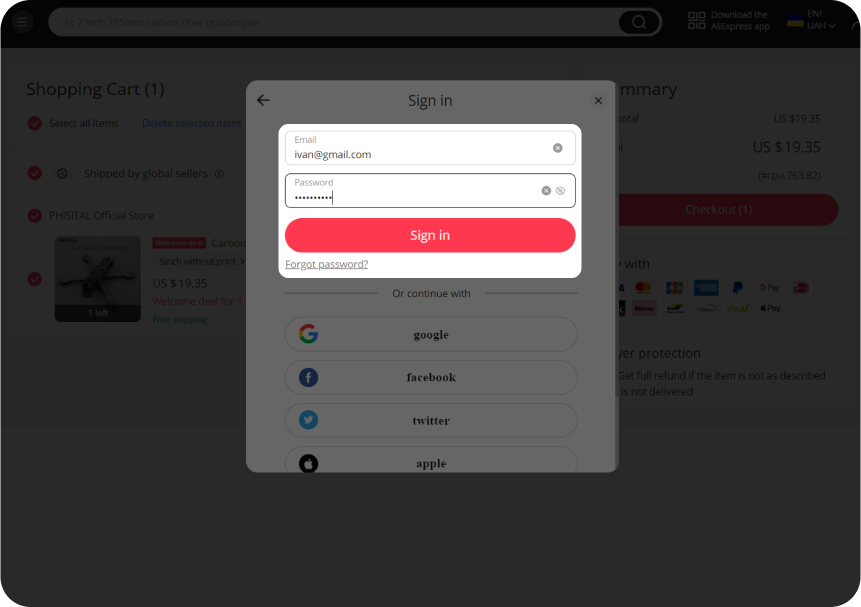 rc 7 inch 315mm carbon fiber quadcopter
Download the
AliExpress app
EN/
UAH
Shopping Cart (1)
Select all items
Delete selected items
Shipped by global sellers
PHISITAL Official Store
Welcome deal Carbon
5inch without print
US $19.35
Welcome deal for 1
Free shipping
1 left
Sign in
Email
ivan@gmail.com
Password
••••••••••
Sign in
Forgot password?
Or continue with
google
facebook
twitter
apple
mmary
total
US $19.35
US $19.35
(≈грн.763,82)
Checkout (1)
with
G Pay
Klarna.
Pay
yer protection
Get full refund if the item is not as described
is not delivered